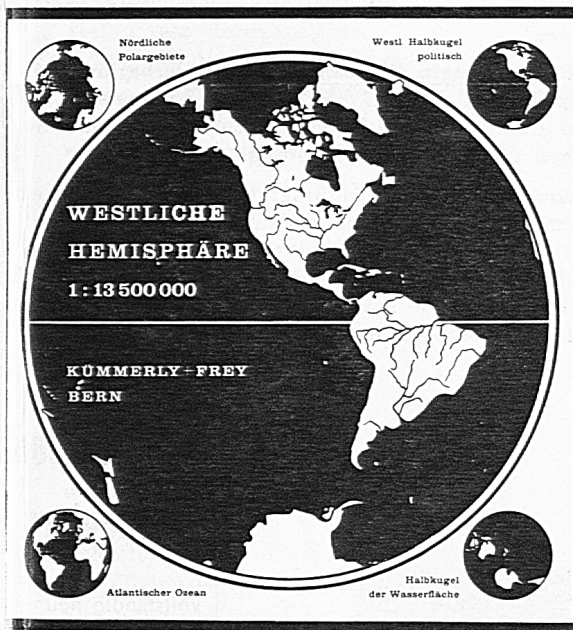 Nördliche
Polargebiete
Westl Halbkugel
politisch
WESTLICHE
HEMISPHÄRE
1:13 500 000
KÜMMERLY+FREY
BERN
Atlantischer Ozean
Halbkugel
der Wasserfläche